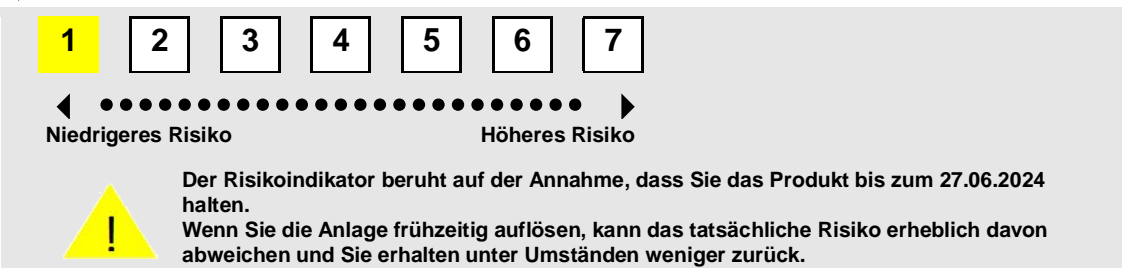 1 2 3 4 5 6 7
Niedrigeres Risiko Höheres Risiko
Der Risikoindikator beruht auf der Annahme, dass Sie das Produkt bis zum 27.06.2024
halten.
Wenn Sie die Anlage frühzeitig auflösen, kann das tatsächliche Risiko erheblich davon
abweichen und Sie erhalten unter Umständen weniger zurück.
!